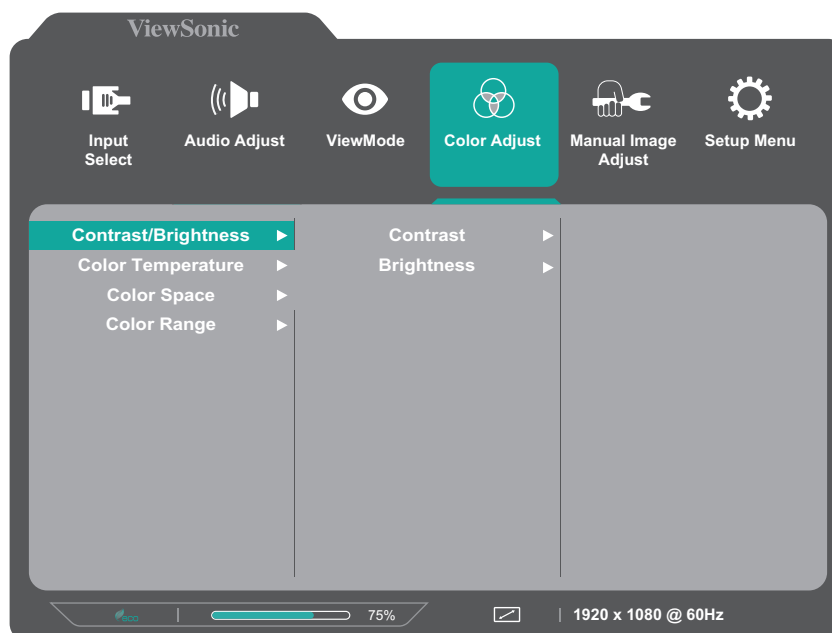 ViewSonic
Input Select
Audio Adjust
ViewMode
Color Adjust
Manual Image Adjust
Setup Menu
Contrast/Brightness
Contrast
Color Temperature
Brightness
Color Space
Color Range
eco
75%
1920 x 1080 @ 60Hz